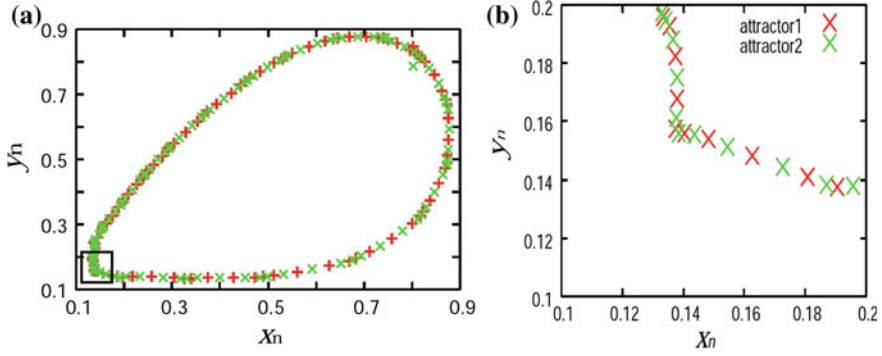 (a)
0.9
0.7
0.5
0.3
0.1
yn
0.1 0.3 0.5 0.7 0.9
xn
(b)
0.2
0.18
0.16
0.14
0.12
0.1
yn
attractor1
attractor2
0.1 0.12 0.14 0.16 0.18 0.2
xn